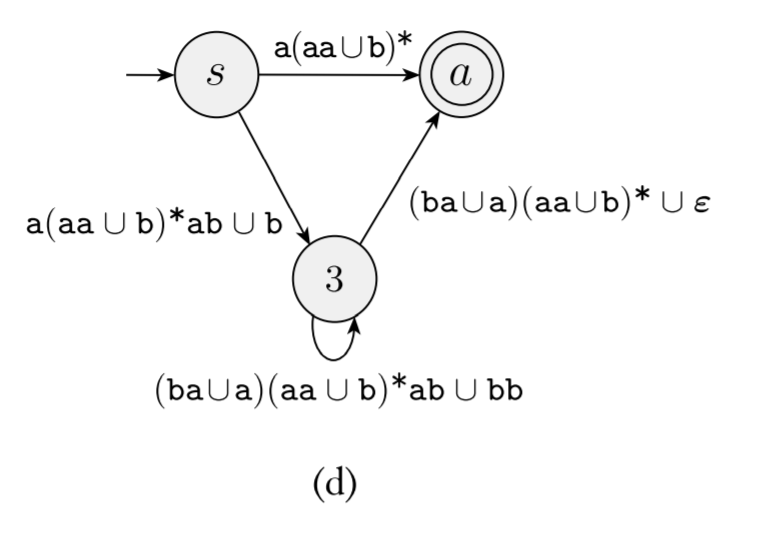 a(aa∪b)*
s
a
(ba∪a)(aa∪b)* ∪ ε
a(aa ∪ b)*ab ∪ b
3
(ba∪a)(aa ∪ b)*ab ∪ bb
(d)